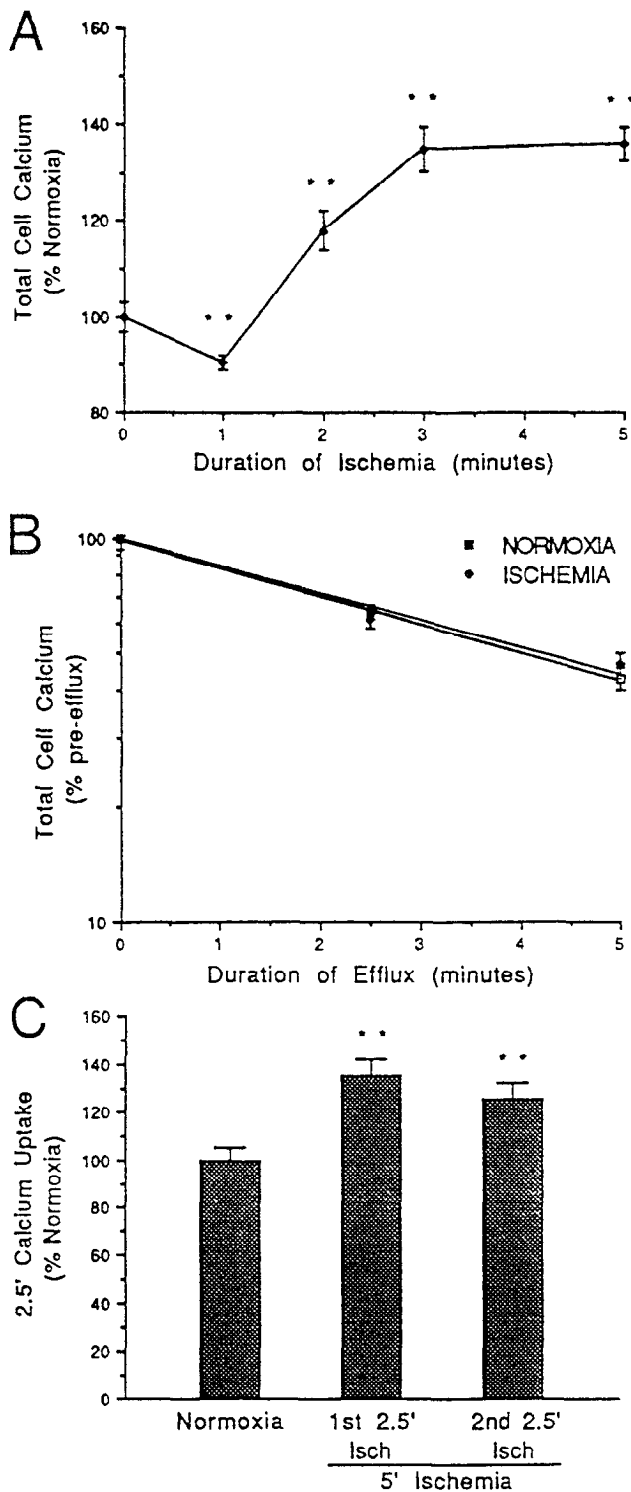 A
160
140
120
100
80
Total Cell Calcium
(% Normoxia)
* *
* *
* *
* *
0 1 2 3 4 5
Duration of Ischemia (minutes)
B
100
10
Total Cell Calcium
(% pre-efflux)
NORMOXIA
ISCHEMIA
0 1 2 3 4 5
Duration of Efflux (minutes)
C
160
140
120
100
80
60
40
20
0
2.5' Calcium Uptake
(% Normoxia)
* *
* *
Normoxia 1st 2.5' 2nd 2.5'
Isch Isch
5' Ischemia